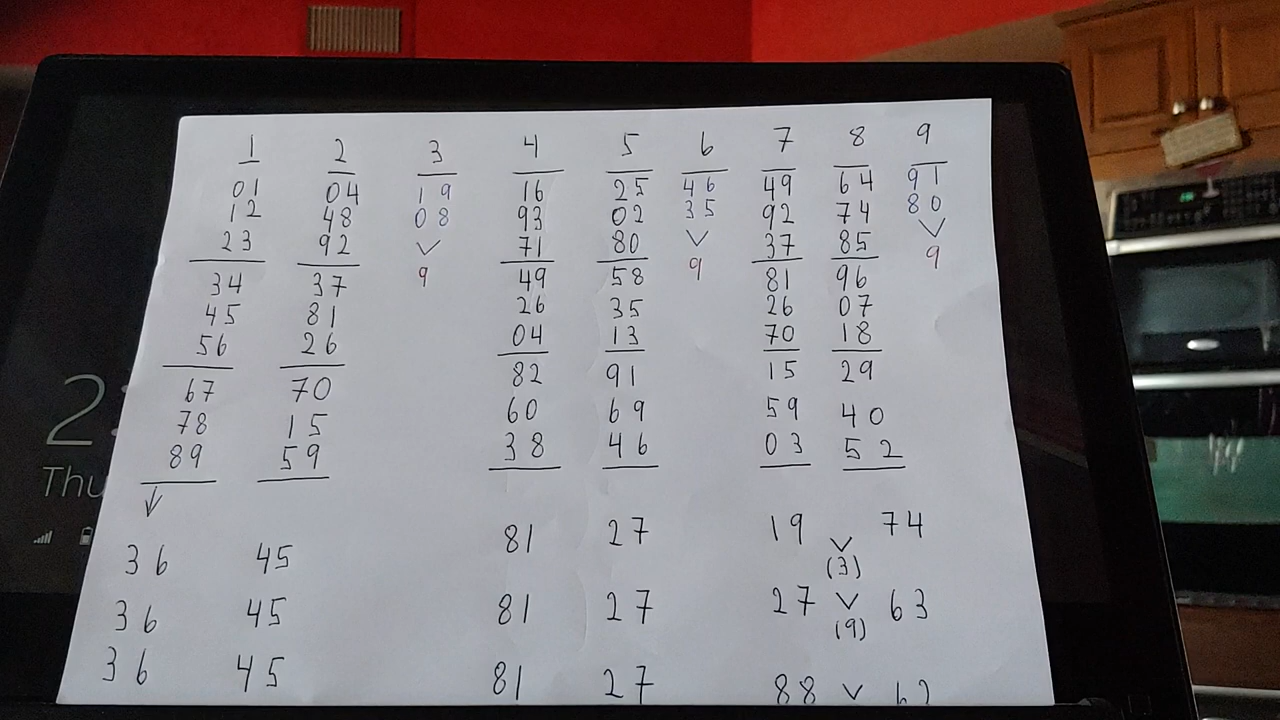 1 2 3 4 5 6 7 8 9
01 04 19 16 25 46 49 64 91
12 48 08 93 02 35 92 74 80
23 92 71 80 37 85
9 9 9
34 37 49 58 81 96
45 81 26 35 26 07
56 26 04 13 70 18
67 70 82 91 15 29
78 15 60 69 59 40
89 59 38 46 03 52
36 45 81 27 19 74
(3)
36 45 81 27 27 63
(9)
36 45 81 27 88
2
Thu